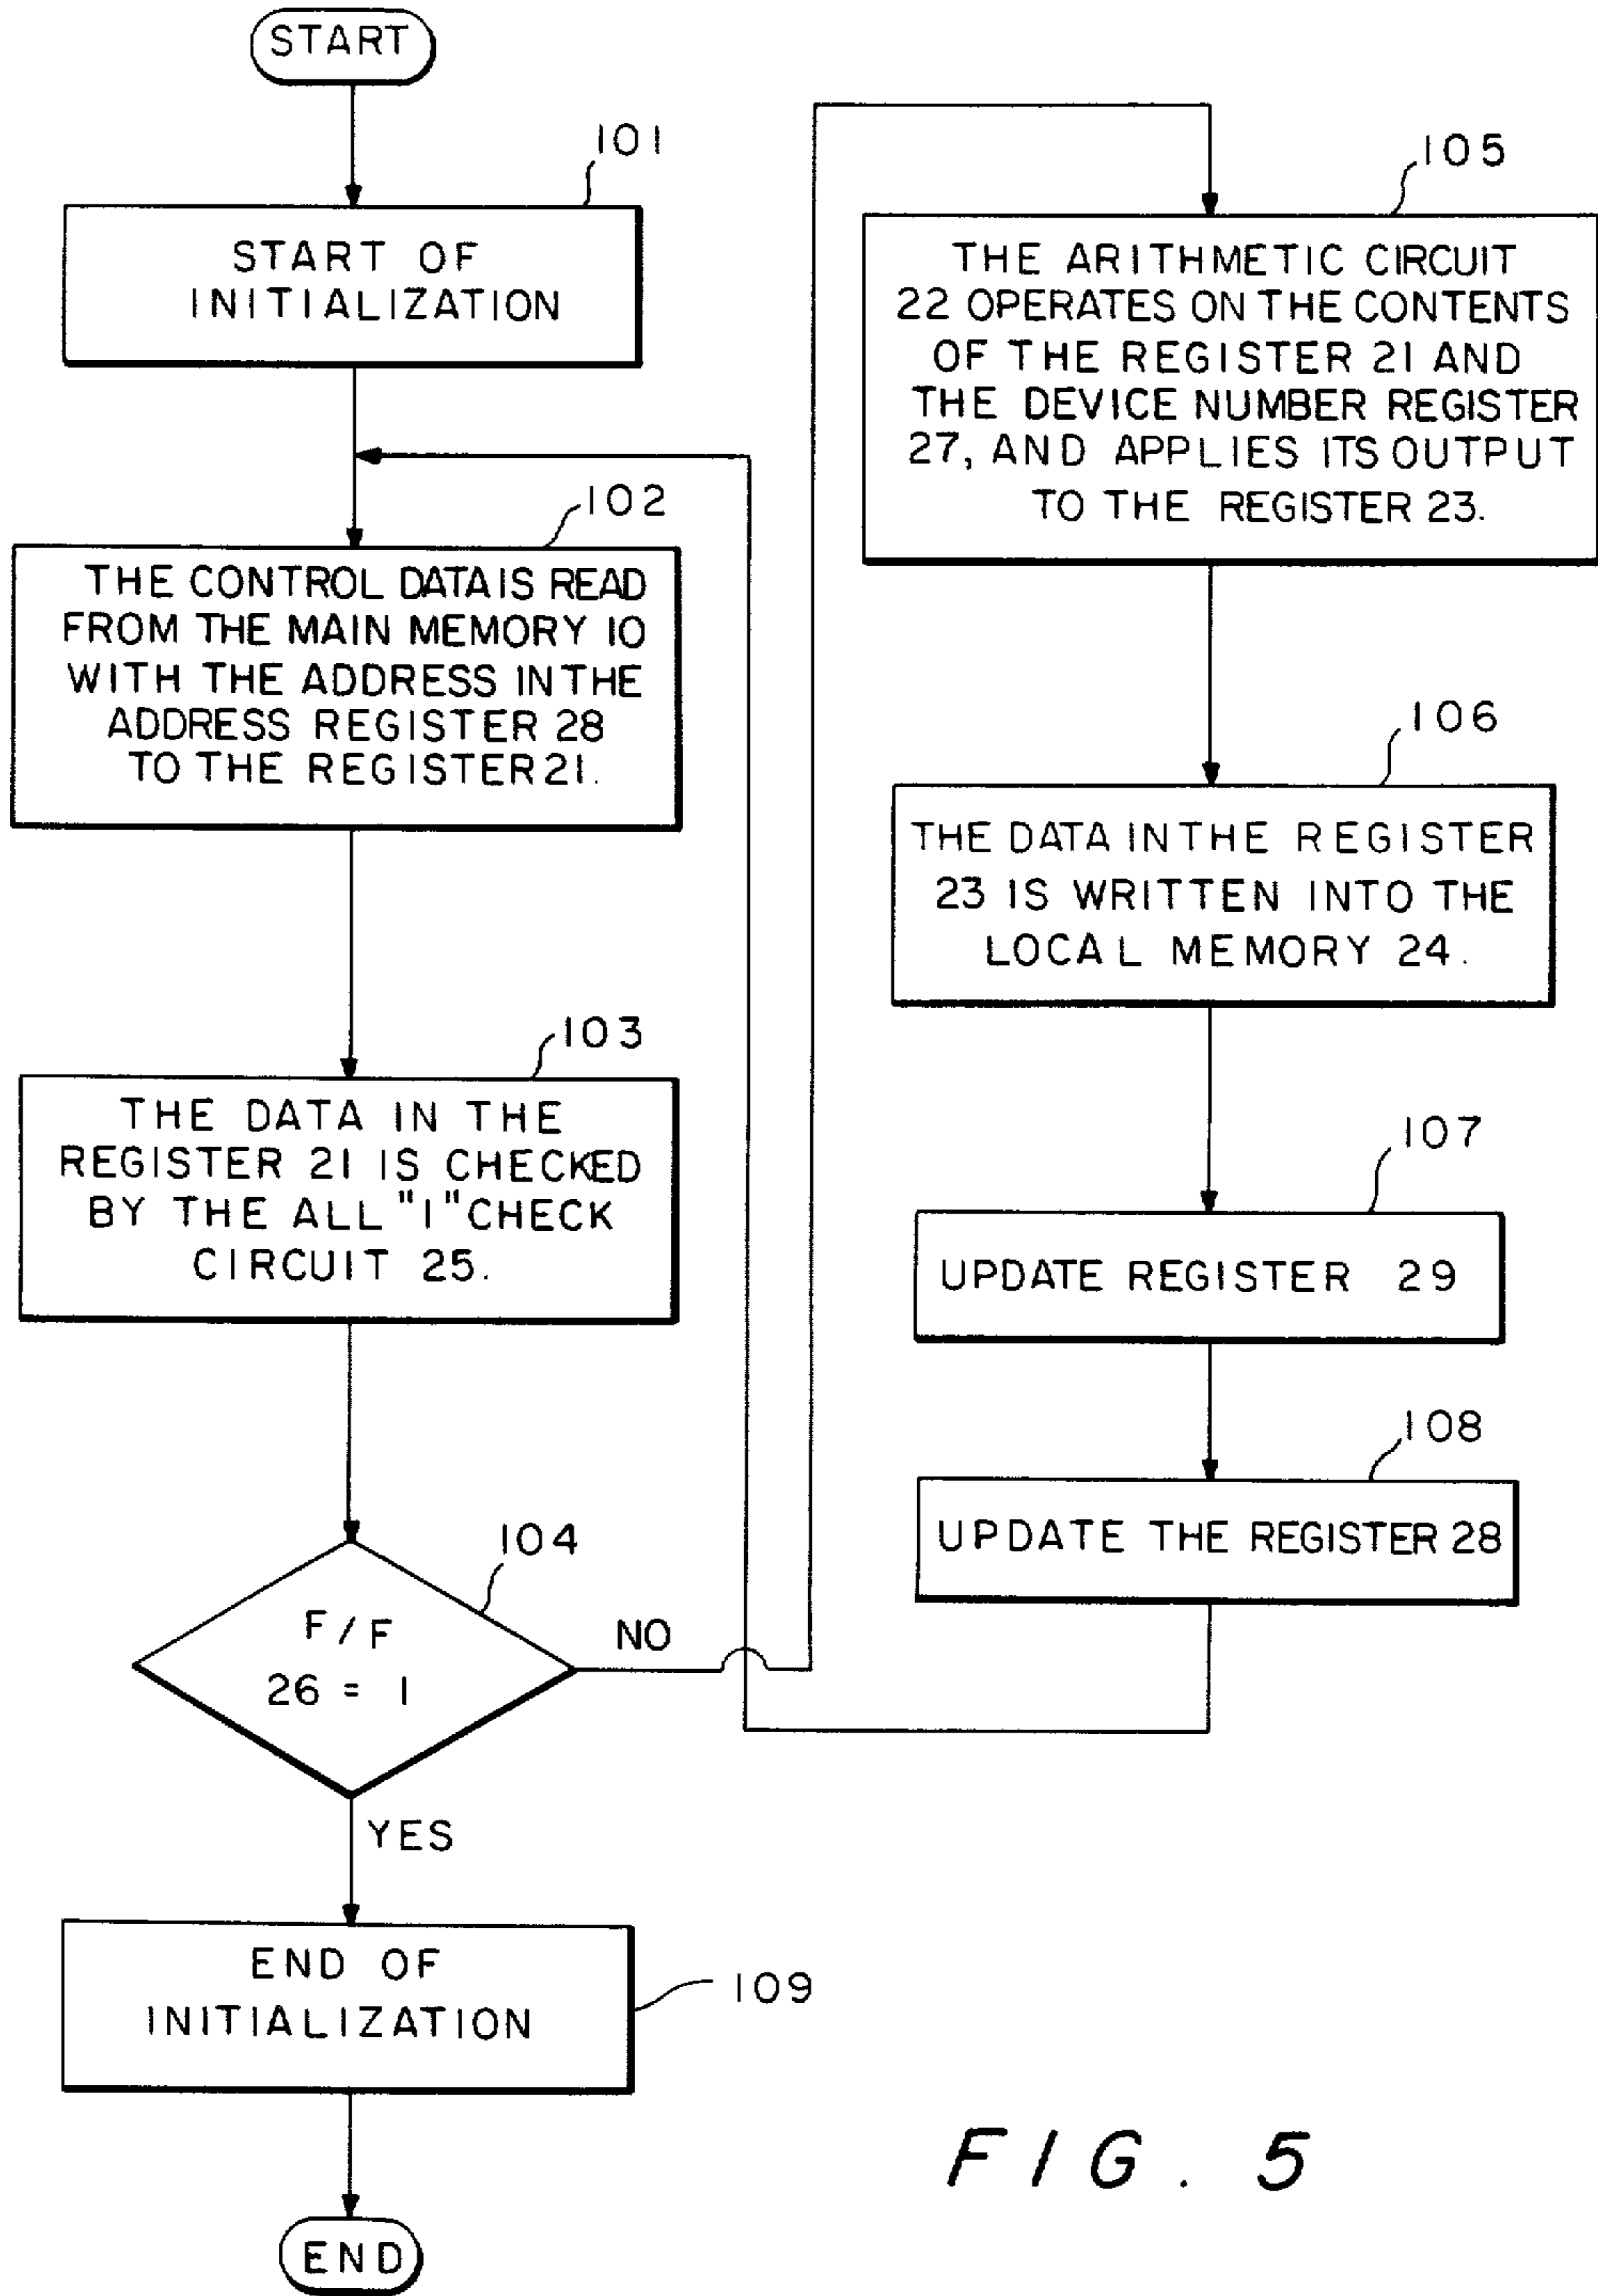 START
101
START OF
INITIALIZATION
102
THE CONTROL DATA IS READ
FROM THE MAIN MEMORY 10
WITH THE ADDRESS IN THE
ADDRESS REGISTER 28
TO THE REGISTER 21.
103
THE DATA IN THE
REGISTER 21 IS CHECKED
BY THE ALL "1" CHECK
CIRCUIT 25.
104
F/F
26 = 1
NO
YES
END OF
INITIALIZATION
109
END
105
THE ARITHMETIC CIRCUIT
22 OPERATES ON THE CONTENTS
OF THE REGISTER 21 AND
THE DEVICE NUMBER REGISTER
27, AND APPLIES ITS OUTPUT
TO THE REGISTER 23.
106
THE DATA IN THE REGISTER
23 IS WRITTEN INTO THE
LOCAL MEMORY 24.
107
UPDATE REGISTER 29
108
UPDATE THE REGISTER 28
FIG. 5